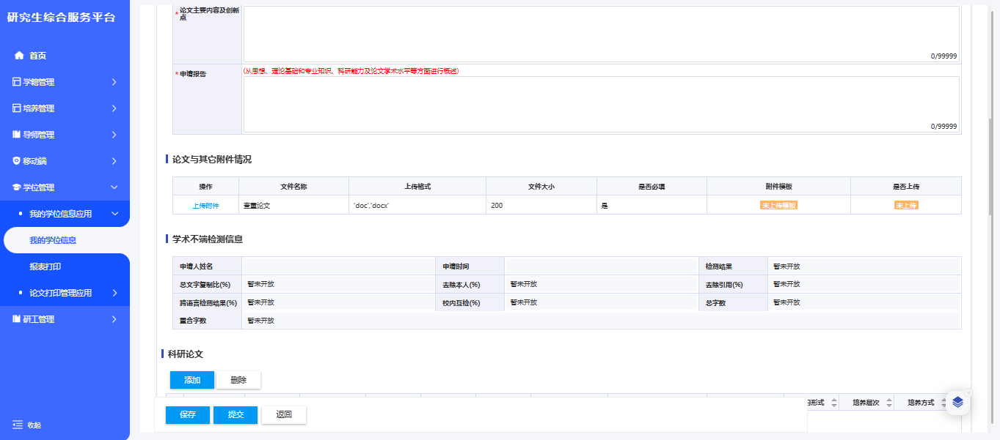 研究生综合服务平台
首页
学籍管理
培养管理
导师管理
移动端
学位管理
我的学位信息应用
我的学位信息
报表打印
论文打印管理应用
研工管理
收起
*论文主要内容及创新
点
0/99999
*申请报告
(从思想、理论基础和专业知识、科研能力及论文学术水平等方面进行概述)
0/99999
论文与其它附件情况
操作 文件名称 上传格式 文件大小 是否必填 附件模板 是否上传
上传附件 查重论文 'doc','docx' 200 是 未上传模板 未上传
学术不端检测信息
申请人姓名 申请时间 检测结果 暂未开放
总文字复制比(%) 暂未开放 去除本人(%) 暂未开放 去除引用(%) 暂未开放
跨语言检测结果(%) 暂未开放 校内互检(%) 暂未开放 总字数 暂未开放
重合字数 暂未开放
科研论文
添加 删除
形式 培养层次 培养方式
保存 提交 返回